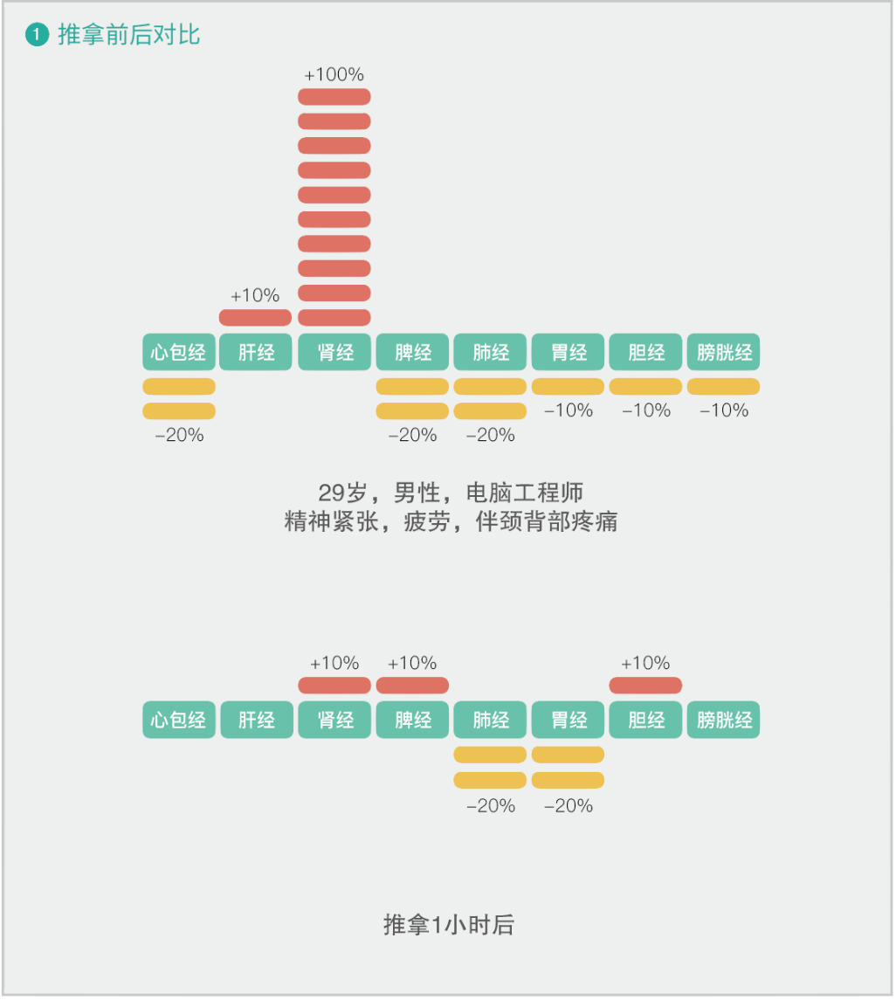 1 推拿前后对比
+100%
+10%
心包经 肝经 肾经 脾经 肺经 胃经 胆经 膀胱经
-10% -10% -10%
-20% -20% -20%
29岁，男性，电脑工程师
精神紧张，疲劳，伴颈背部疼痛
+10% +10% +10%
心包经 肝经 肾经 脾经 肺经 胃经 胆经 膀胱经
-20% -20%
推拿1小时后